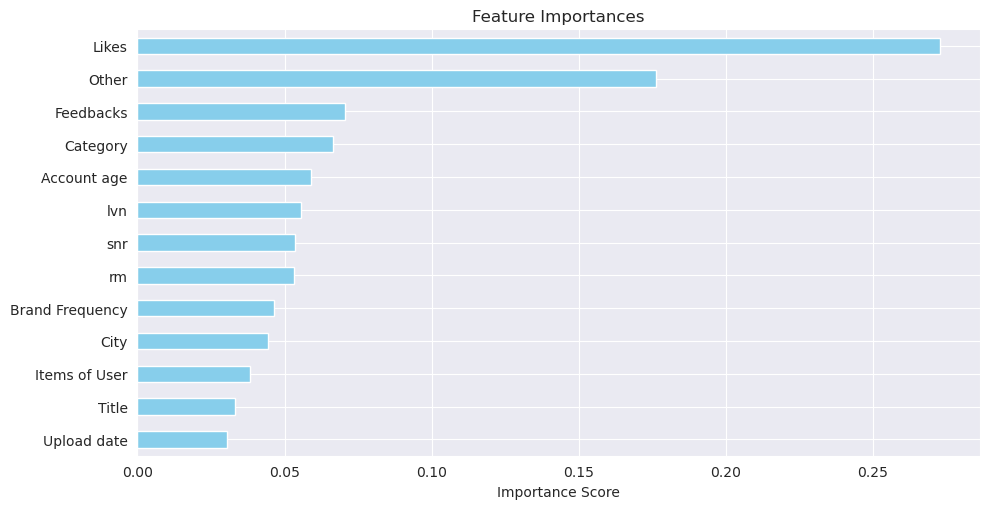 Feature Importances
Likes
Other
Feedbacks
Category
Account age
lvn
snr
rm
Brand Frequency
City
Items of User
Title
Upload date
0.00 0.05 0.10 0.15 0.20 0.25
Importance Score